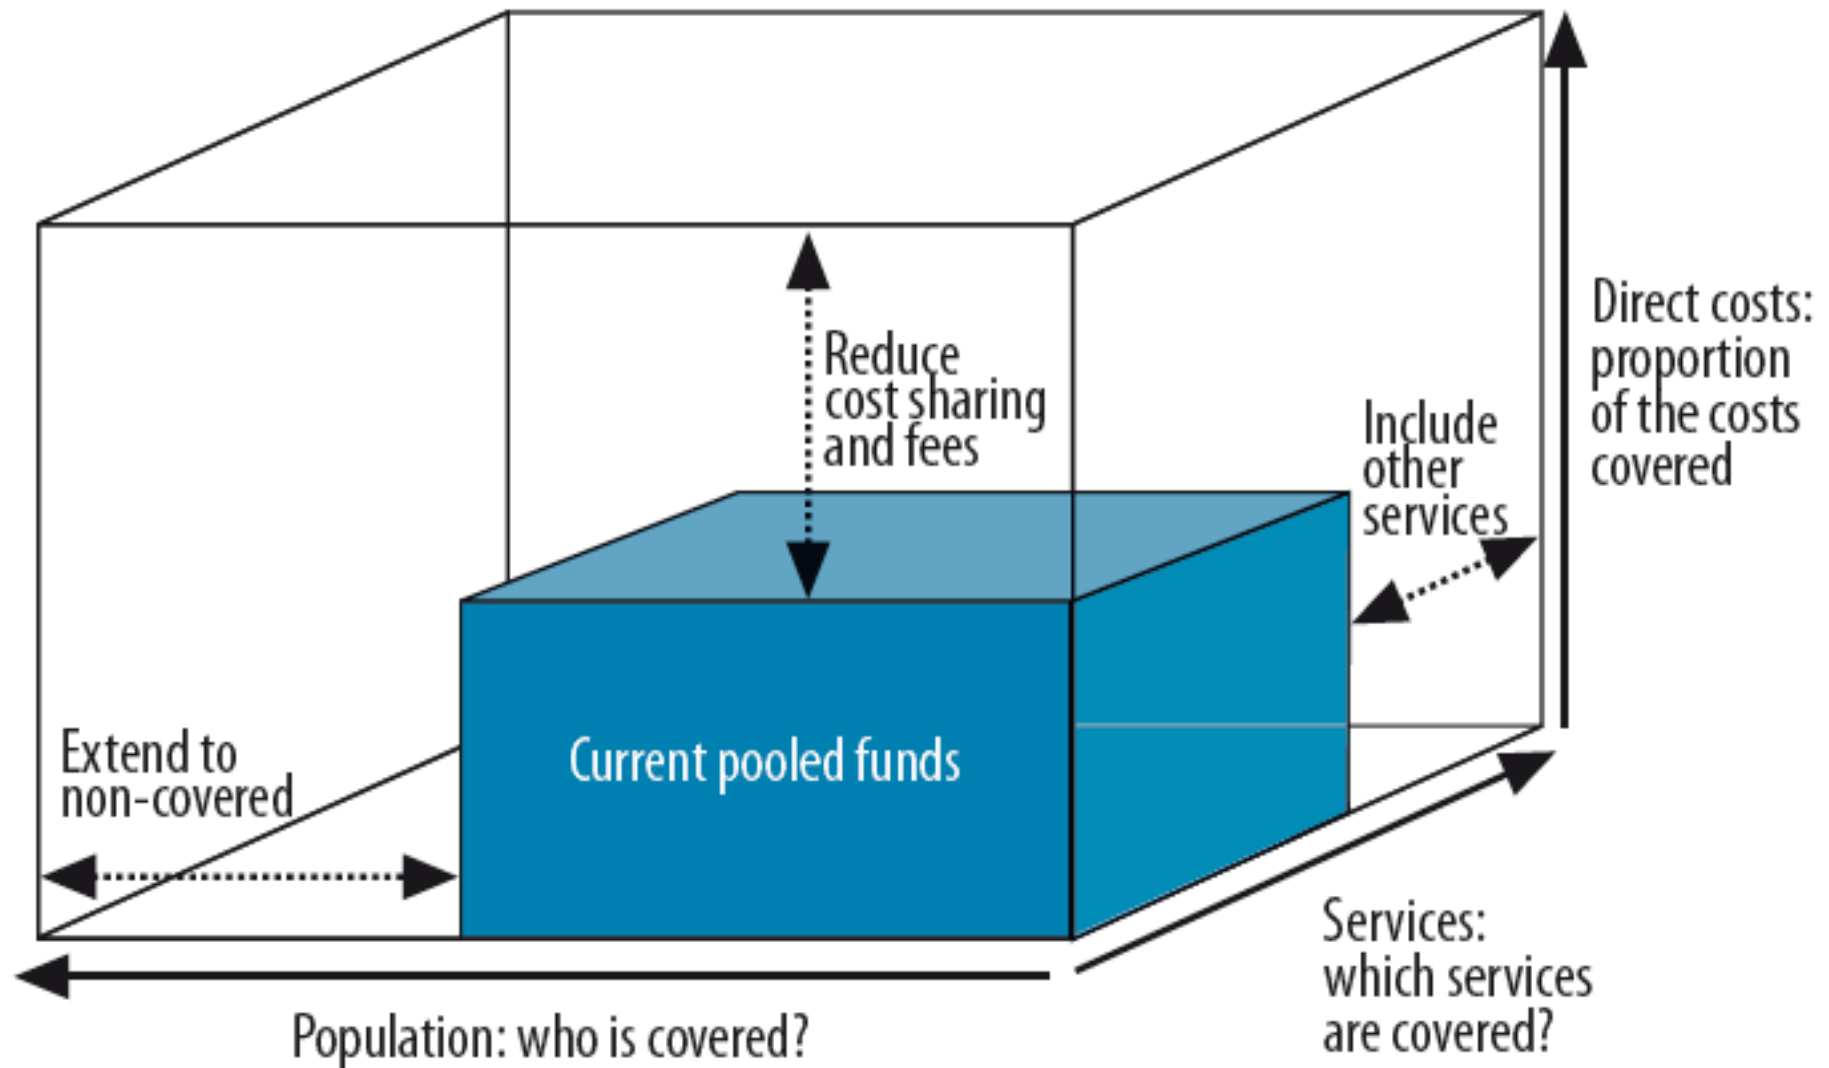 Reduce
cost sharing
and fees
Direct costs:
proportion
of the costs
covered
Include
other
services
Extend to
non-covered
Current pooled funds
Services:
which services
are covered?
Population: who is covered?